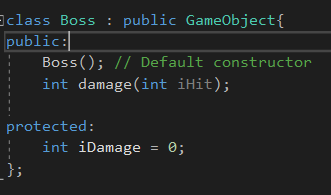 class Boss : public GameObject{
public:
    Boss(); // Default constructor
    int damage(int iHit);

protected:
    int iDamage = 0;
};